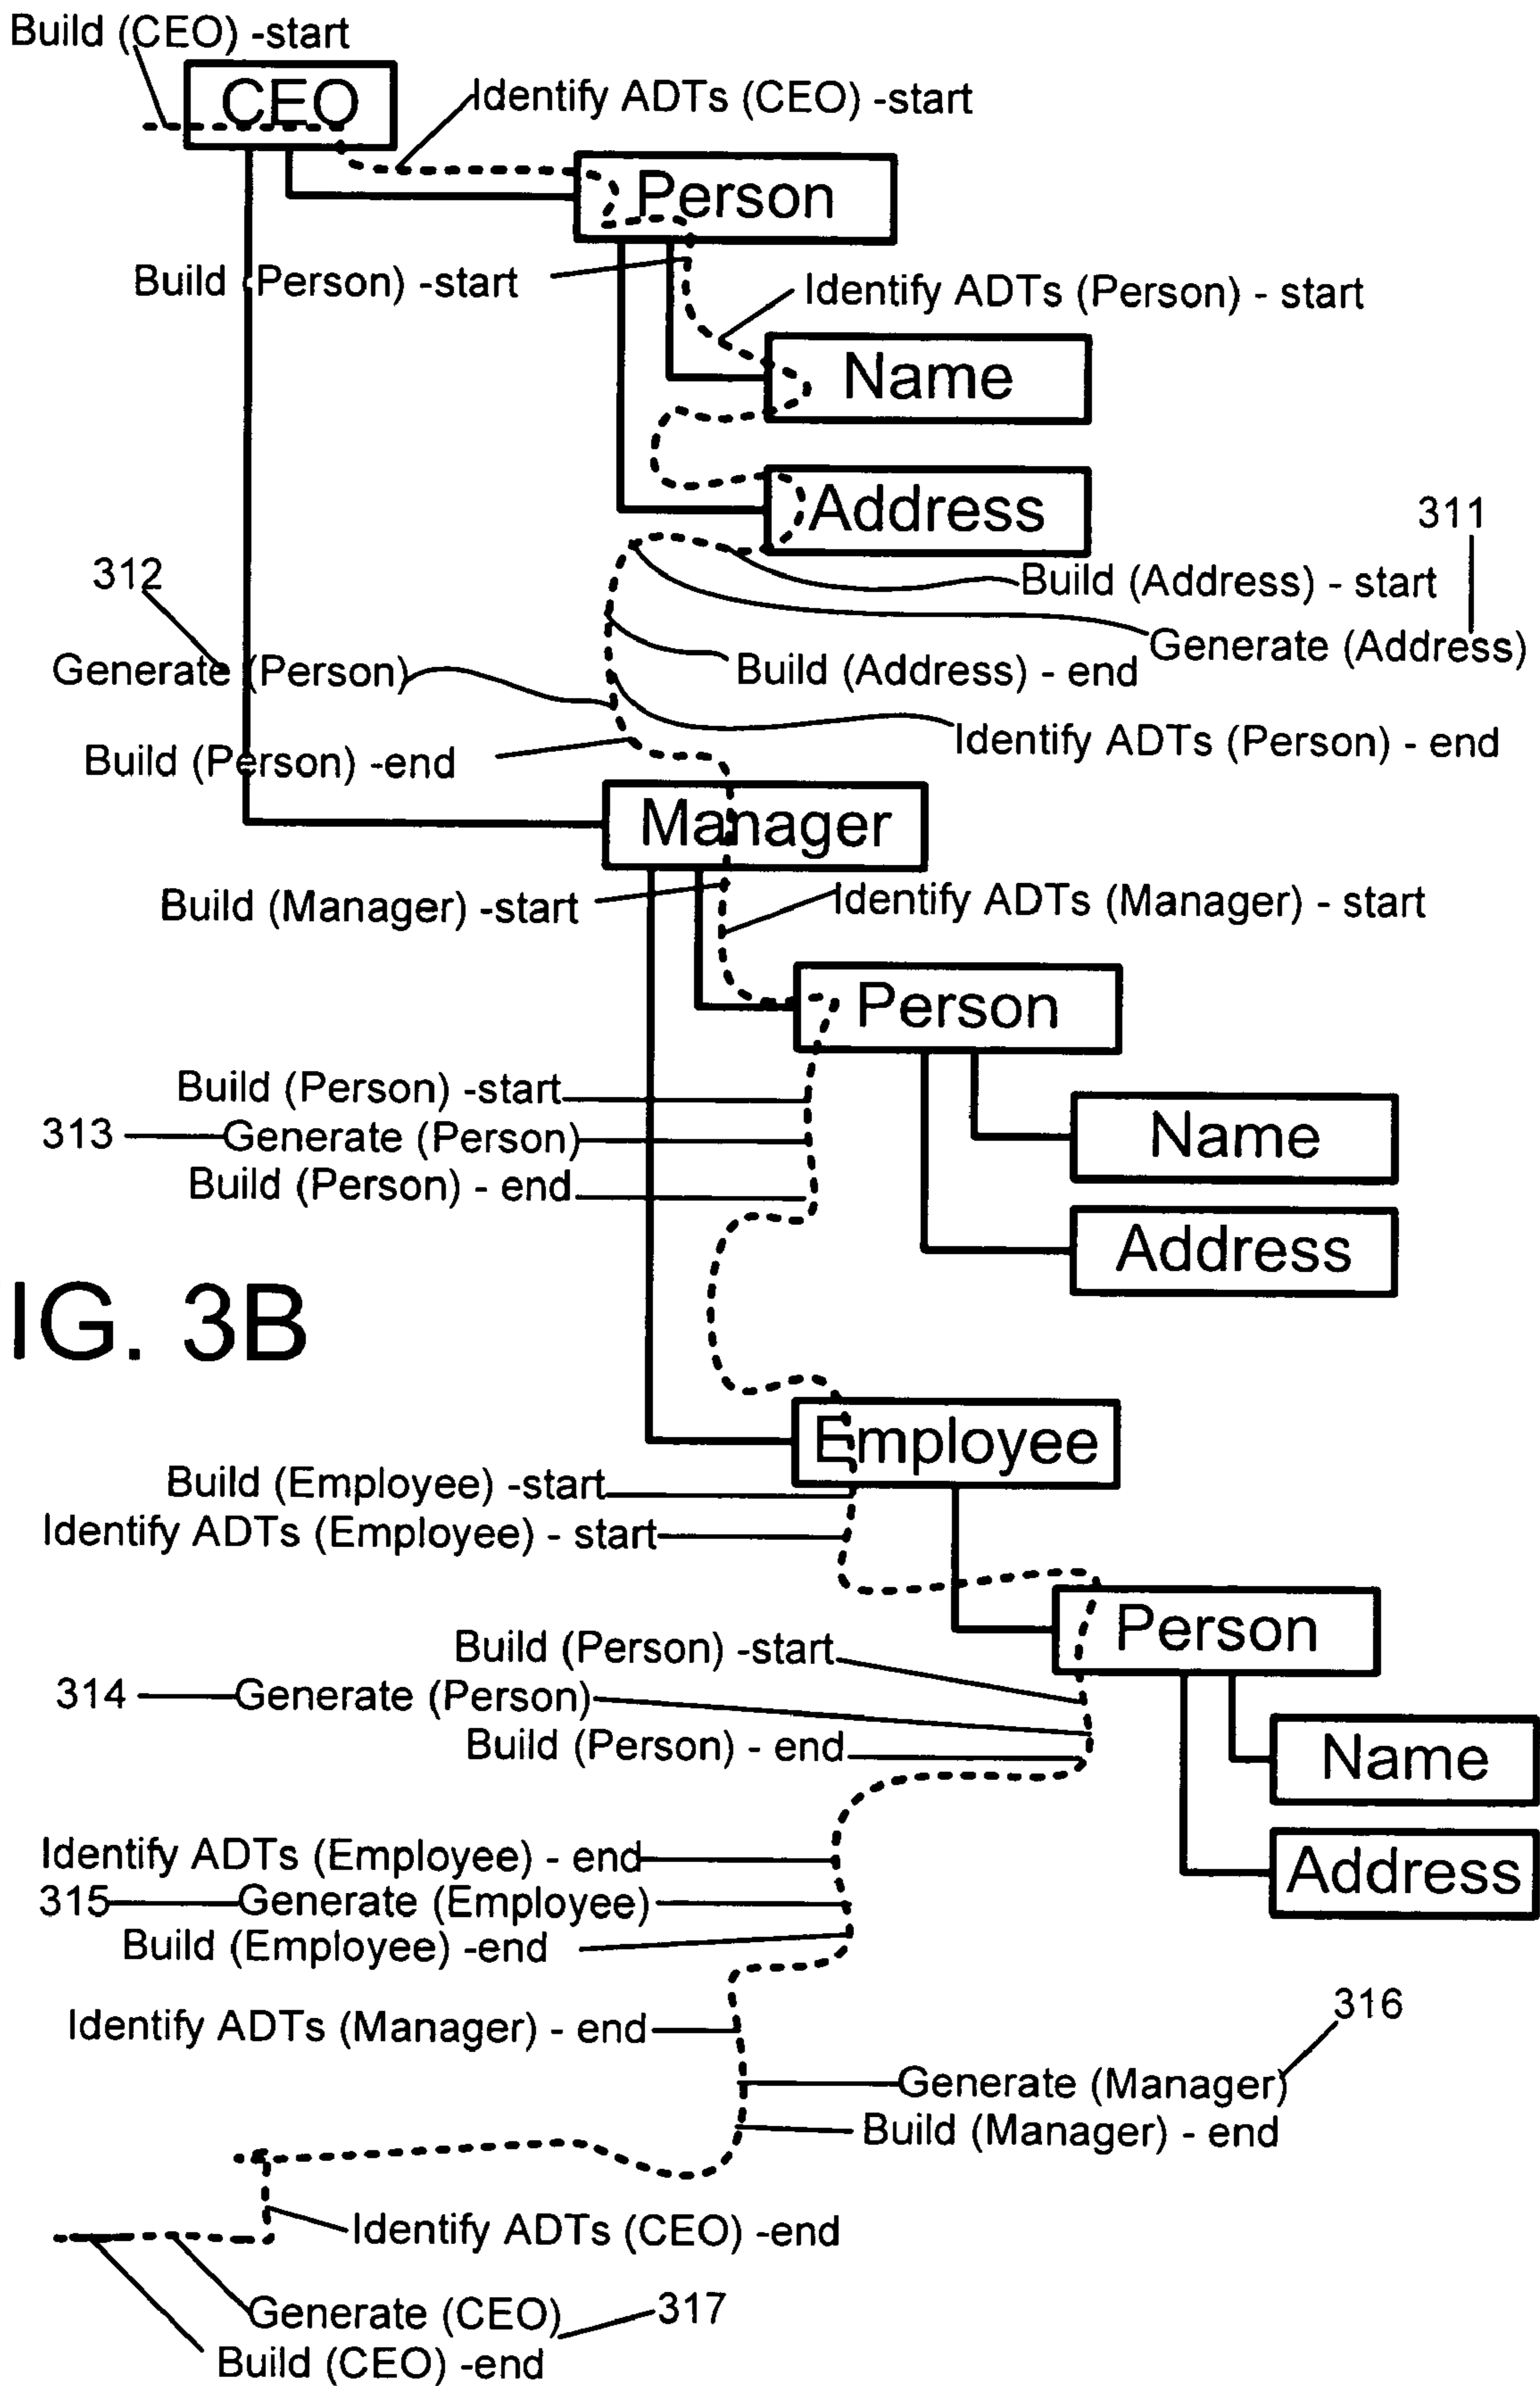 Build (CEO) -start
CEO
Identify ADTs (CEO) -start
Person
Build (Person) -start
Identify ADTs (Person) - start
Name
Address
311
312
Build (Address) - start
Generate (Address)
Generate (Person)
Build (Address) - end
Identify ADTs (Person) - end
Build (Person) -end
Manager
Build (Manager) -start
Identify ADTs (Manager) - start
Person
Build (Person) -start
313
Generate (Person)
Name
Build (Person) - end
Address
IG. 3B
Employee
Build (Employee) -start
Identify ADTs (Employee) - start
Person
Build (Person) -start
314
Generate (Person)
Build (Person) - end
Name
Identify ADTs (Employee) - end
Address
315
Generate (Employee)
Build (Employee) -end
316
Identify ADTs (Manager) - end
Generate (Manager)
Build (Manager) - end
Identify ADTs (CEO) -end
Generate (CEO)
317
Build (CEO) -end